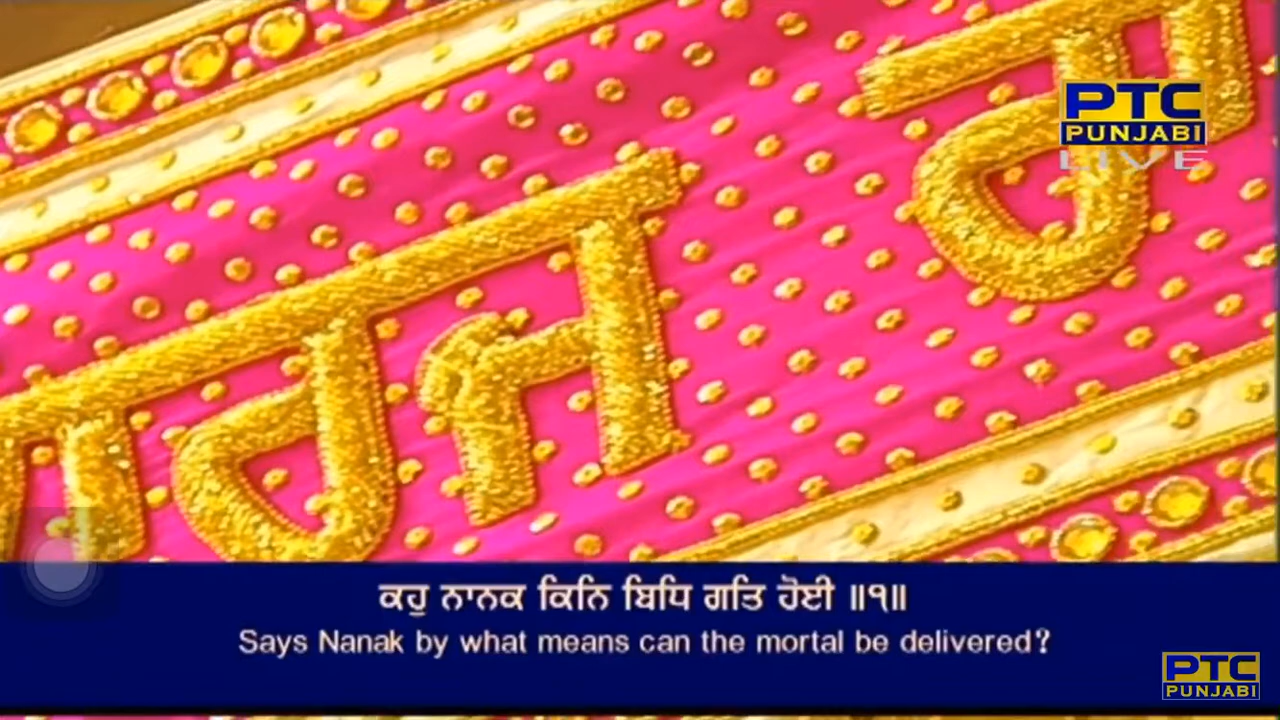 PTC
PUNJABI
LIVE
ਕਹੁ ਨਾਨਕ ਕਿਨਿ ਬਿਧਿ ਗਤਿ ਹੋਈ ॥੧॥
Says Nanak by what means can the mortal be delivered?
PTC
PUNJABI